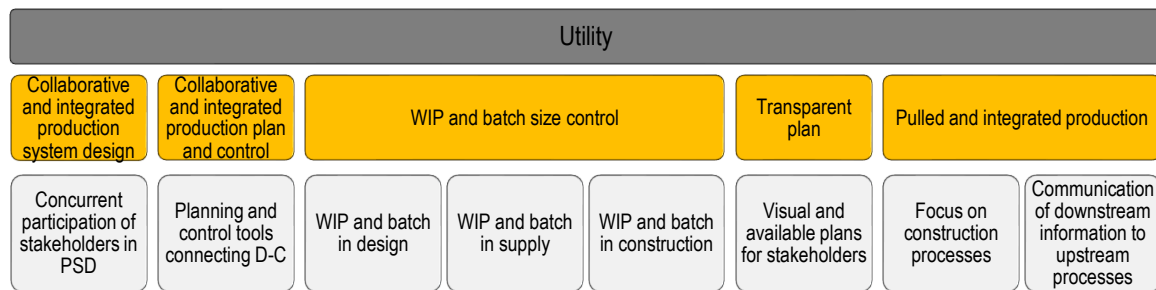 Utility
Collaborative
and integrated
production
system design
Collaborative
and integrated
production plan
and control
WIP and batch size control
Transparent
plan
Pulled and integrated production
Concurrent
participation of
stakeholders in
PSD
Planning and
control tools
connecting D-C
WIP and batch
in design
WIP and batch
in supply
WIP and batch
in construction
Visual and
available plans
for stakeholders
Focus on
construction
processes
Communication
of downstream
information to
upstream
processes